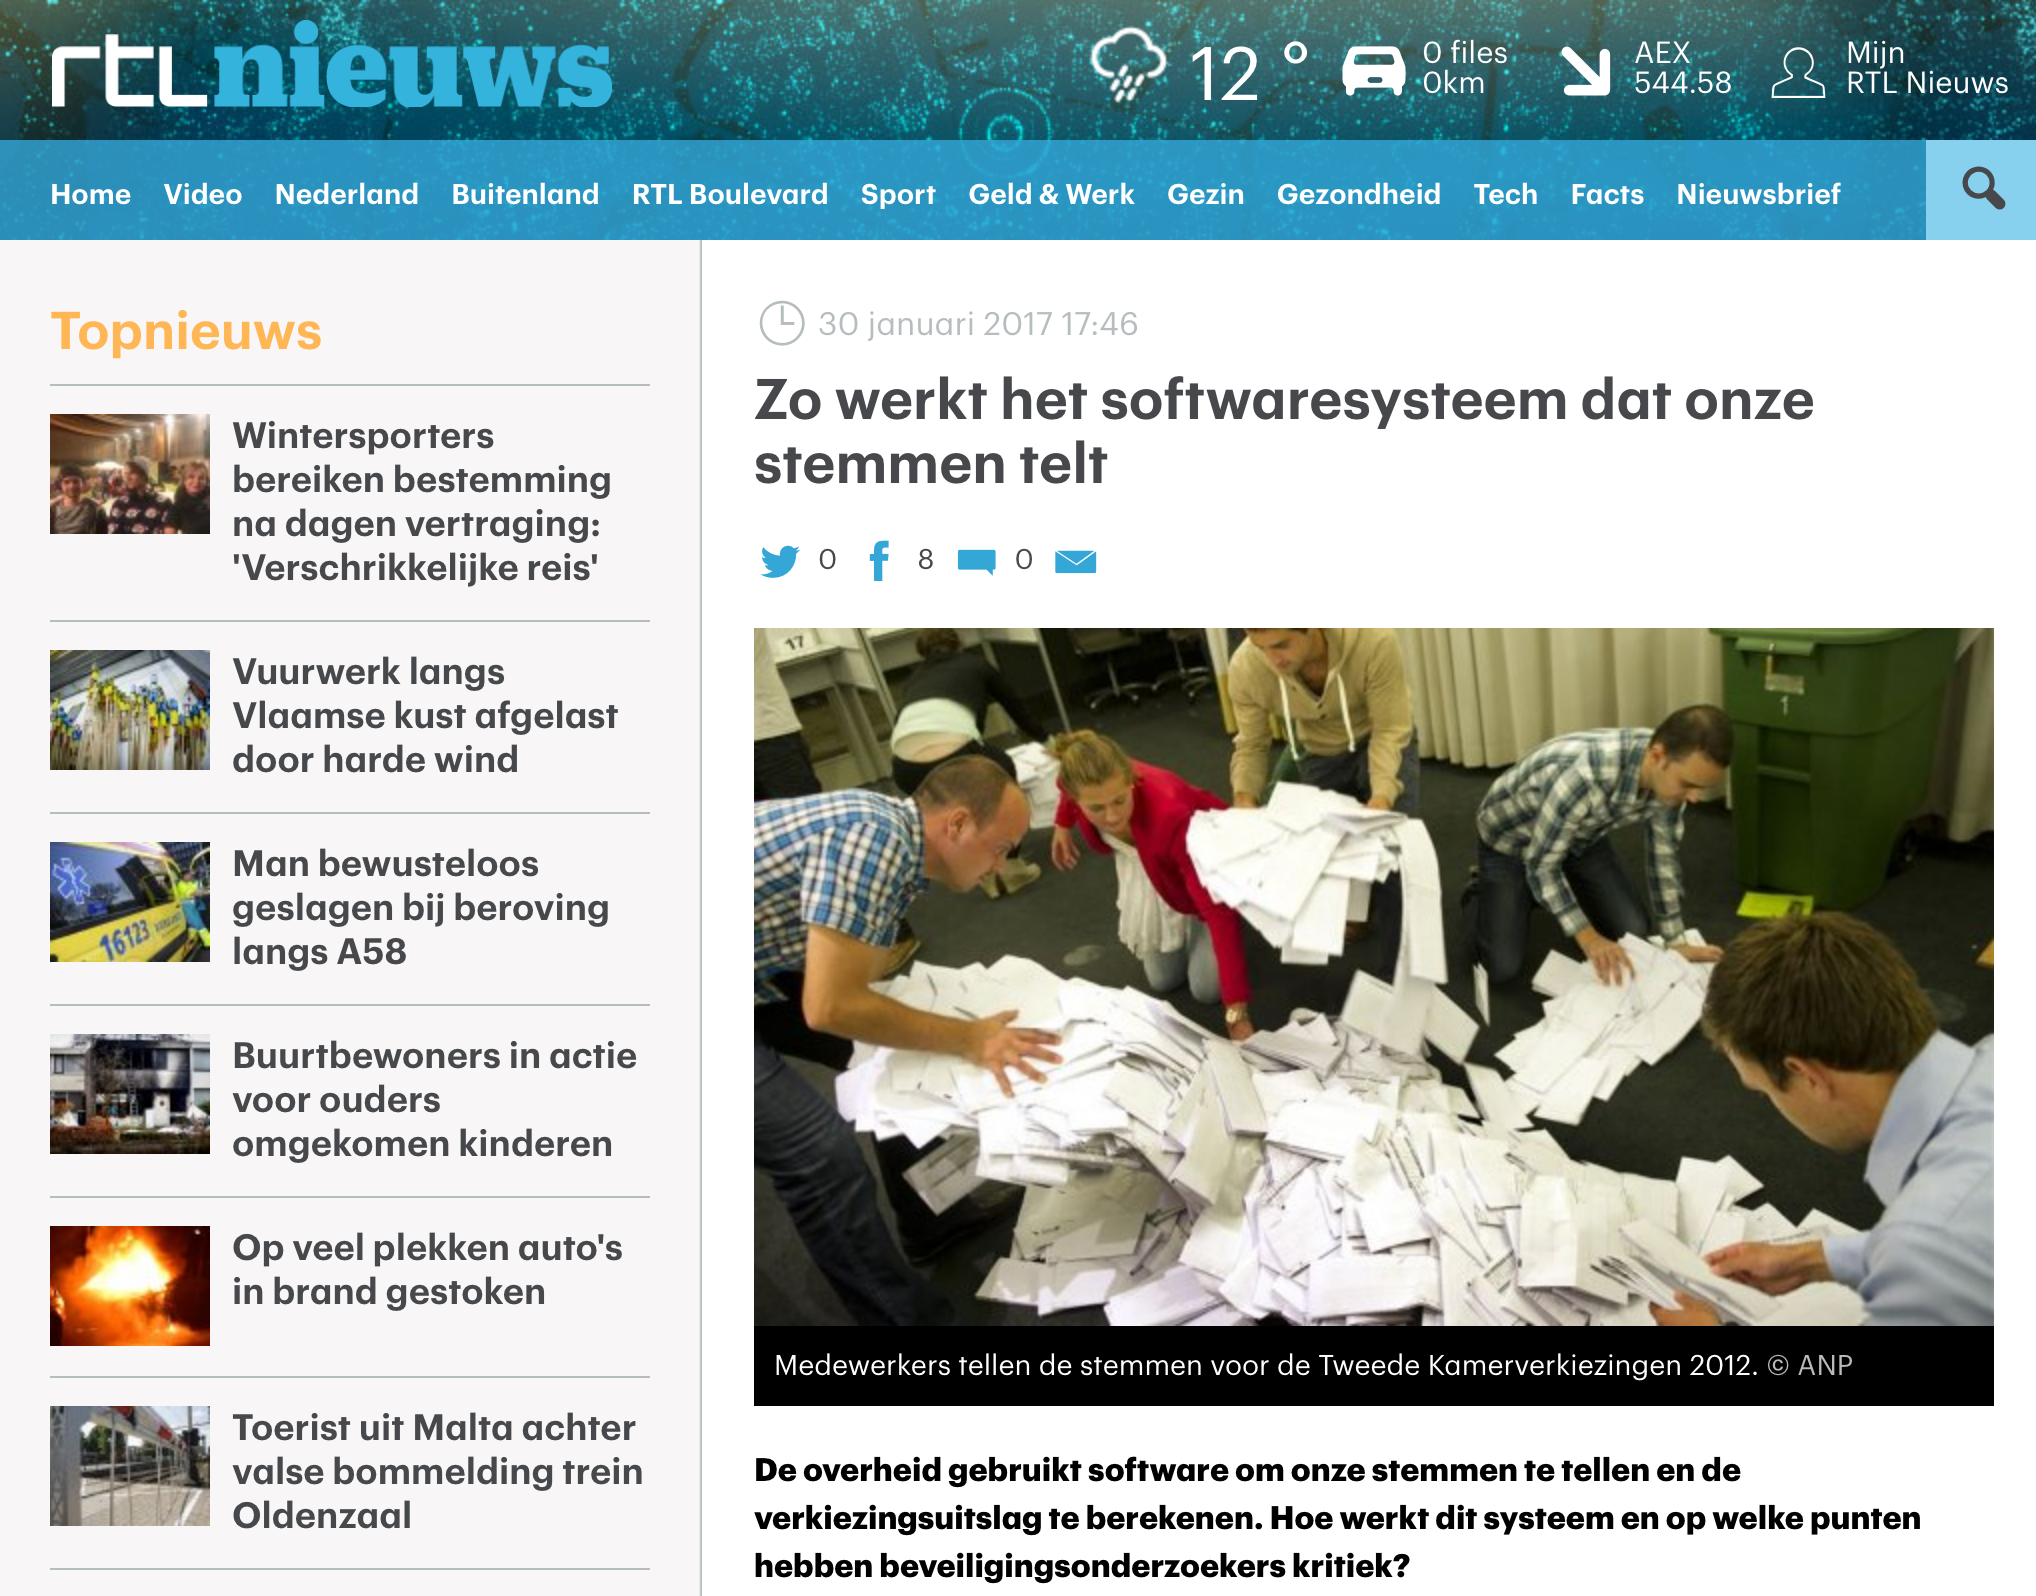 rtlnieuws
12°
0 files
0km
AEX
544.58
Mijn
RTL Nieuws
Home Video Nederland Buitenland RTL Boulevard Sport Geld & Werk Gezin Gezondheid Tech Facts Nieuwsbrief
Topnieuws
Wintersporters
bereiken bestemming
na dagen vertraging:
'Verschrikkelijke reis'
Vuurwerk langs
Vlaamse kust afgelast
door harde wind
16123
Man bewusteloos
geslagen bij beroving
langs A58
Buurtbewoners in actie
voor ouders
omgekomen kinderen
Op veel plekken auto's
in brand gestoken
Toerist uit Malta achter
valse bommelding trein
Oldenzaal
30 januari 2017 17:46
Zo werkt het softwaresysteem dat onze
stemmen telt
0 8 0
17
1
Medewerkers tellen de stemmen voor de Tweede Kamerverkiezingen 2012. © ANP
De overheid gebruikt software om onze stemmen te tellen en de
verkiezingsuitslag te berekenen. Hoe werkt dit systeem en op welke punten
hebben beveiligingsonderzoekers kritiek?